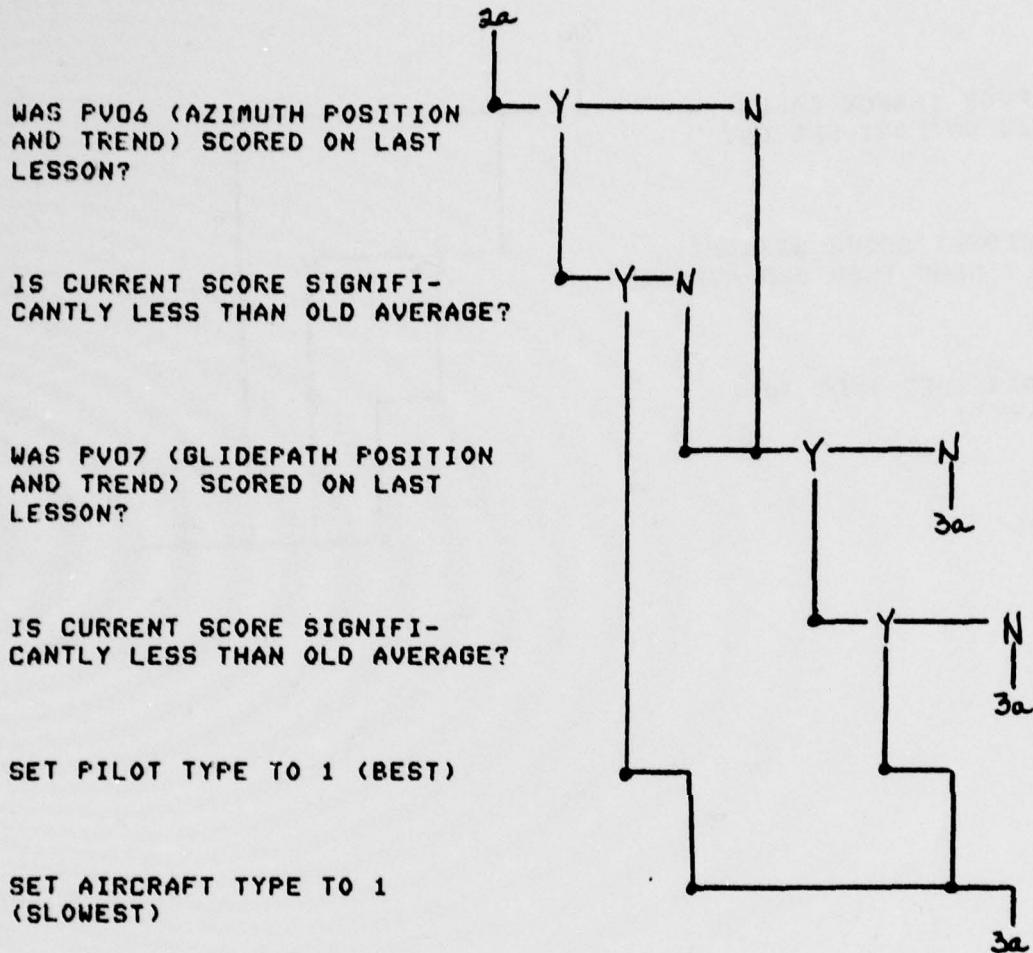 2a
WAS PV06 (AZIMUTH POSITION
AND TREND) SCORED ON LAST
LESSON?
Y N
IS CURRENT SCORE SIGNIFI-
CANTLY LESS THAN OLD AVERAGE?
Y N
WAS PV07 (GLIDEPATH POSITION
AND TREND) SCORED ON LAST
LESSON?
Y N
3a
IS CURRENT SCORE SIGNIFI-
CANTLY LESS THAN OLD AVERAGE?
Y N
3a
SET PILOT TYPE TO 1 (BEST)
SET AIRCRAFT TYPE TO 1
(SLOWEST)
3a